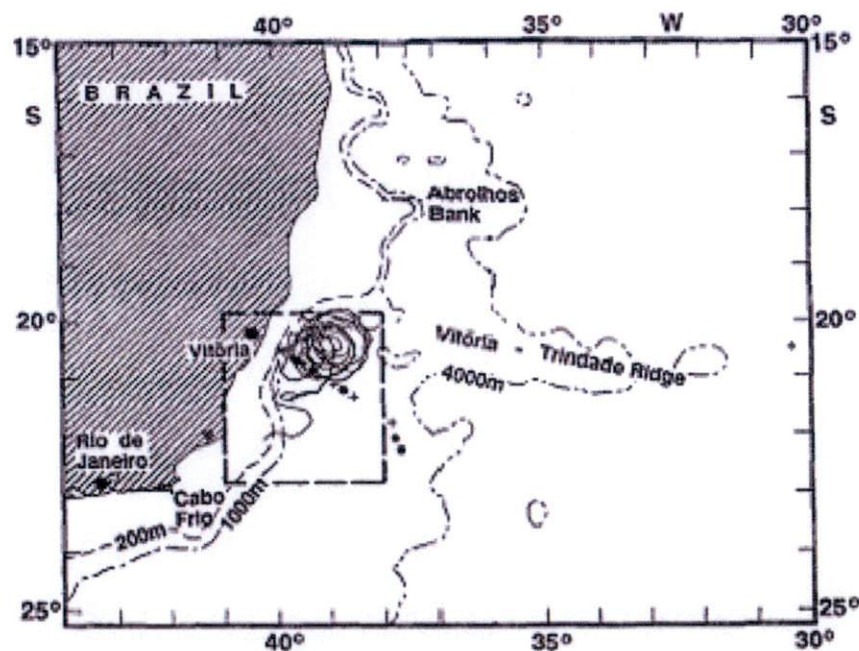 40° 35° W 30°
15° 15°
BRAZIL
S S
Abrolhos
Bank
20° 20°
Vitória
Vitória - Trindade Ridge
4000m
Rio de
Janeiro
Cabo
Frio
200m
1000m
25° 25°
40° 35° 30°